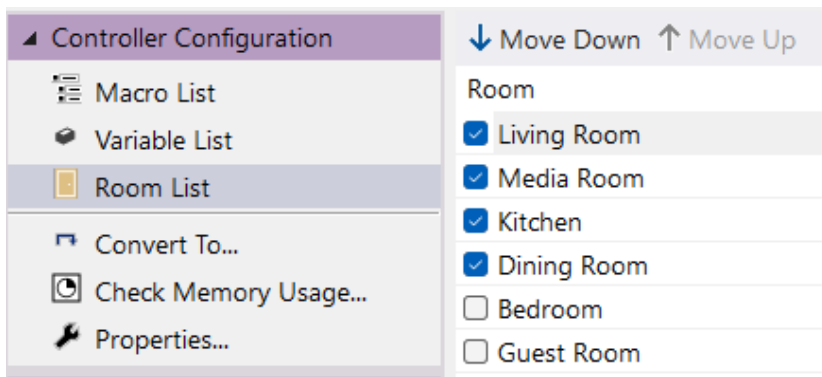 Controller Configuration
Macro List
Variable List
Room List
Convert To...
Check Memory Usage...
Properties...
Move Down Move Up
Room
Living Room
Media Room
Kitchen
Dining Room
Bedroom
Guest Room